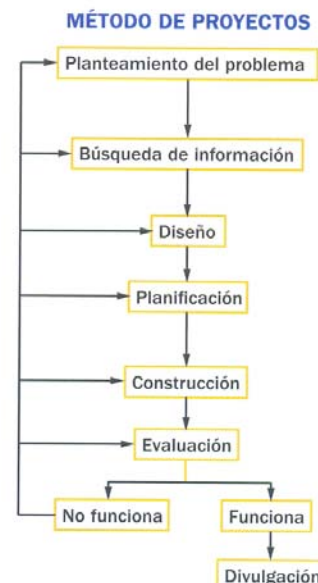 MÉTODO DE PROYECTOS
Planteamiento del problema
Búsqueda de información
Diseño
Planificación
Construcción
Evaluación
No funciona
Funciona
Divulgación